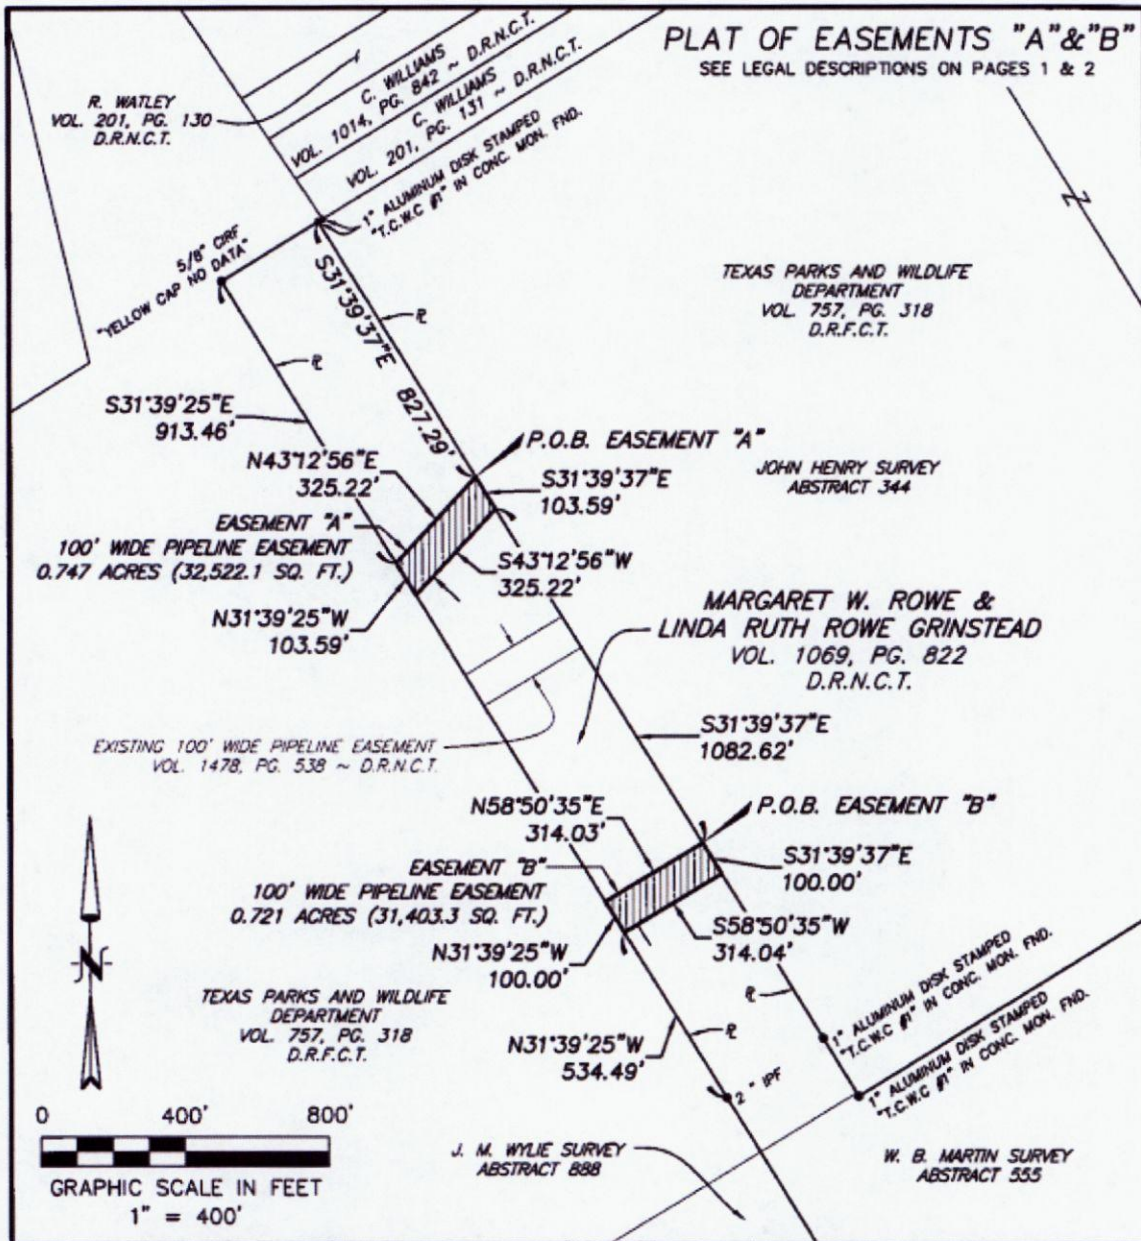 PLAT OF EASEMENTS "A"&"B"
SEE LEGAL DESCRIPTIONS ON PAGES 1 & 2
R. WATLEY
VOL. 201, PG. 130
D.R.N.C.T.
C. WILLIAMS
VOL. 1014, PG. 842 ~ D.R.N.C.T.
C. WILLIAMS
VOL. 201, PG. 131 ~ D.R.N.C.T.
1" ALUMINUM DISK STAMPED
"T.C.W.C #1" IN CONC. MON. FND.
5/8" CIRF
"YELLOW CAP NO DATA"
Z
TEXAS PARKS AND WILDLIFE
DEPARTMENT
VOL. 757, PG. 318
D.R.F.C.T.
S31°39'37"E 827.29'
PL
PL
S31°39'25"E
913.46'
P.O.B. EASEMENT "A"
N43°12'56"E
325.22'
S31°39'37"E
103.59'
JOHN HENRY SURVEY
ABSTRACT 344
EASEMENT "A"
100' WIDE PIPELINE EASEMENT
0.747 ACRES (32,522.1 SQ. FT.)
S43°12'56"W
325.22'
N31°39'25"W
103.59'
MARGARET W. ROWE &
LINDA RUTH ROWE GRINSTEAD
VOL. 1069, PG. 822
D.R.N.C.T.
EXISTING 100' WIDE PIPELINE EASEMENT
VOL. 1478, PG. 538 ~ D.R.N.C.T.
S31°39'37"E
1082.62'
N58°50'35"E
314.03'
P.O.B. EASEMENT "B"
EASEMENT "B"
100' WIDE PIPELINE EASEMENT
0.721 ACRES (31,403.3 SQ. FT.)
S31°39'37"E
100.00'
N31°39'25"W
100.00'
S58°50'35"W
314.04'
N
TEXAS PARKS AND WILDLIFE
DEPARTMENT
VOL. 757, PG. 318
D.R.F.C.T.
PL
1" ALUMINUM DISK STAMPED
"T.C.W.C #1" IN CONC. MON. FND.
1" ALUMINUM DISK STAMPED
"T.C.W.C #1" IN CONC. MON. FND.
N31°39'25"W
534.49'
PL
2" IPF
0 400' 800'
GRAPHIC SCALE IN FEET
1" = 400'
J. M. WYLIE SURVEY
ABSTRACT 888
W. B. MARTIN SURVEY
ABSTRACT 555